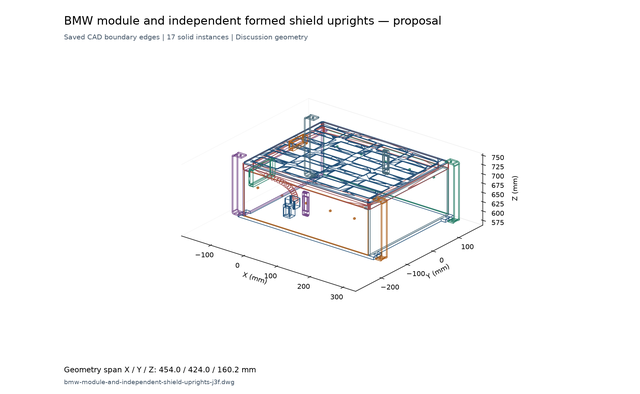 BMW module and independent formed shield uprights — proposal
Saved CAD boundary edges | 17 solid instances | Discussion geometry
750
725
700
675
650
625
600
575
Z (mm)
−100
0
100
200
300
X (mm)
−200
−100
0
100
Y (mm)
Geometry span X / Y / Z: 454.0 / 424.0 / 160.2 mm
bmw-module-and-independent-shield-uprights-j3f.dwg